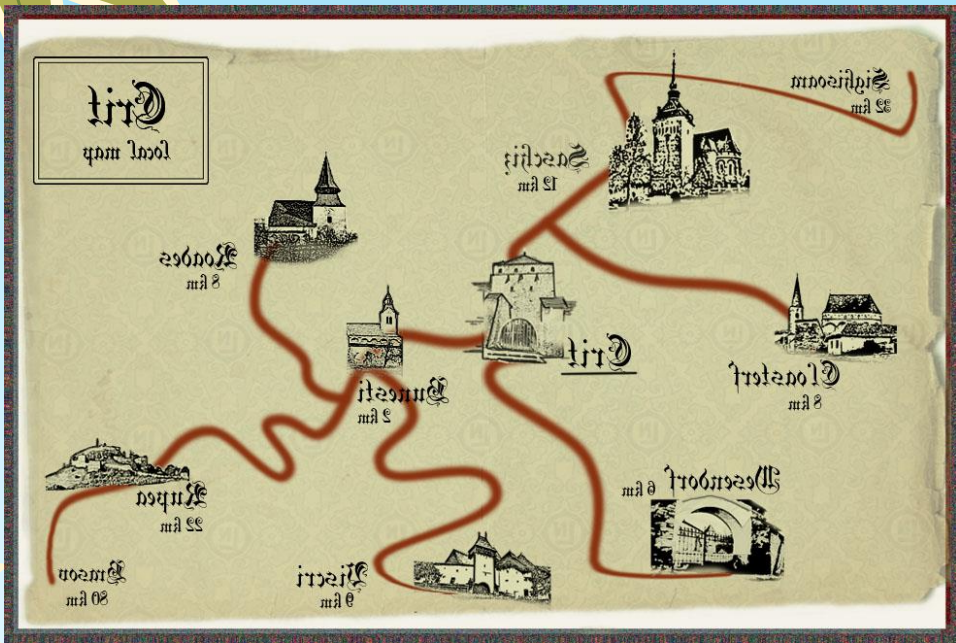 Crit
local map
Sighisoara
32 km
Saschiz
12 km
Roades
8 km
Crit
Cloasterf
8 km
Bunesti
2 km
Mesendorf 6 km
Rupea
22 km
Viscri
9 km
Brasov
80 km